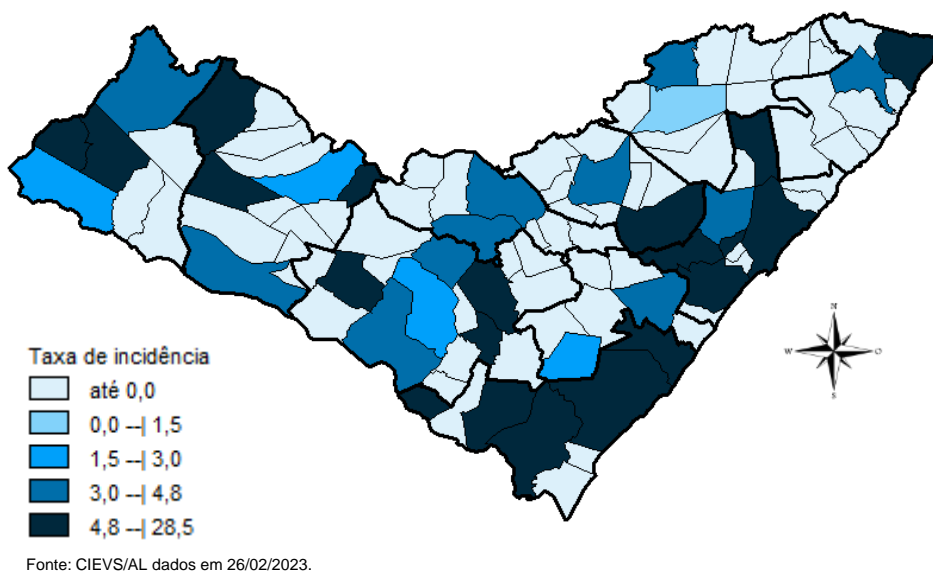 N
W
O
S
Taxa de incidência
até 0,0
0,0 --| 1,5
1,5 --| 3,0
3,0 --| 4,8
4,8 --| 28,5
Fonte: CIEVS/AL dados em 26/02/2023.